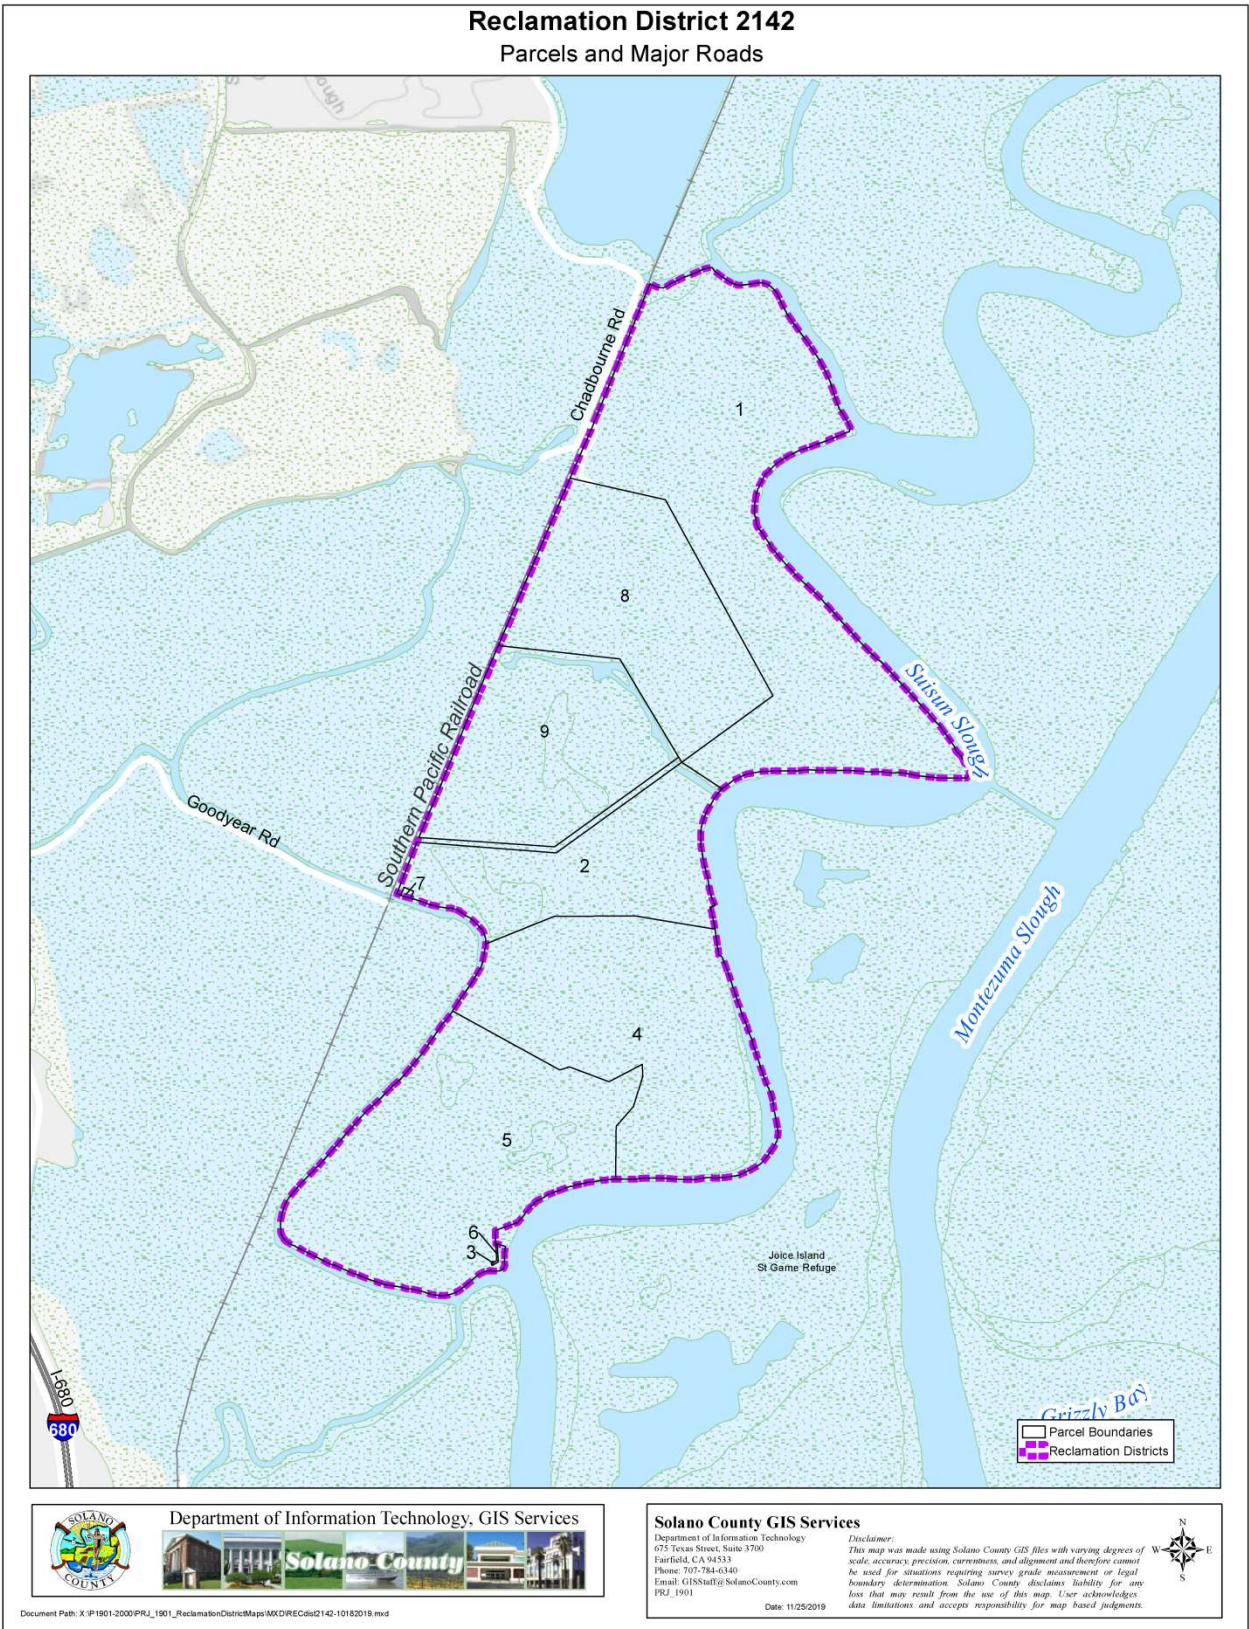 Reclamation District 2142
Parcels and Major Roads
ough
Chadbourne Rd
1
8
Suisun Slough
Southern Pacific Railroad
9
Goodyear Rd
2
7
Montezuma Slough
4
5
6
3
Joice Island
St Game Refuge
I-680
680
Grizzly Bay
Parcel Boundaries
Reclamation Districts
SOLANO
COUNTY
Department of Information Technology, GIS Services
Solano County
Solano County GIS Services
Department of Information Technology
675 Texas Street, Suite 3700
Fairfield, CA 94533
Phone: 707-784-6340
Email: GISStaff@SolanoCounty.com
PRJ_1901
Date: 11/25/2019
Disclaimer:
This map was made using Solano County GIS files with varying degrees of
scale, accuracy, precision, currentness, and alignment and therefore cannot
be used for situations requiring survey grade measurement or legal
boundary determination. Solano County disclaims liability for any
loss that may result from the use of this map. User acknowledges
data limitations and accepts responsibility for map based judgments.
N
W
E
S
Document Path: X:\P1901-2000\PRJ_1901_ReclamationDistrictMaps\MXD\RECdist2142-10182019.mxd